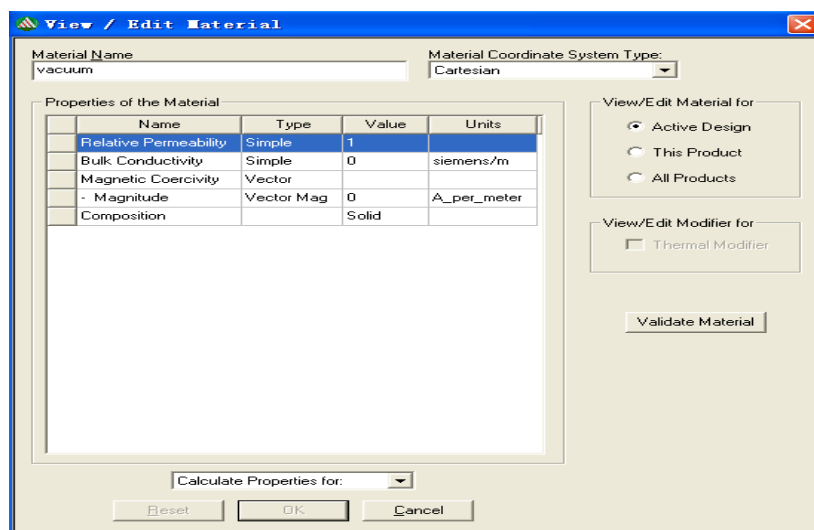 View / Edit Material
Material Name
Material Coordinate System Type:
vacuum
Cartesian
Properties of the Material
View/Edit Material for
Name Type Value Units
Active Design
Relative Permeability Simple 1
This Product
Bulk Conductivity Simple 0 siemens/m
Magnetic Coercivity Vector
All Products
- Magnitude Vector Mag 0 A_per_meter
Composition Solid
View/Edit Modifier for
Thermal Modifier
Validate Material
Calculate Properties for:
Reset OK Cancel